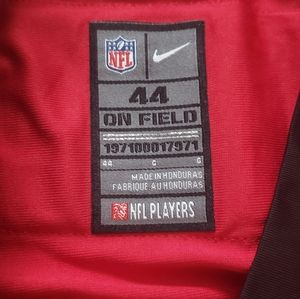 NFL
44
ON FIELD
197100017971
44 G G
MADE IN HONDURAS
FABRIQUE AU HONDURAS
NFL PLAYERS